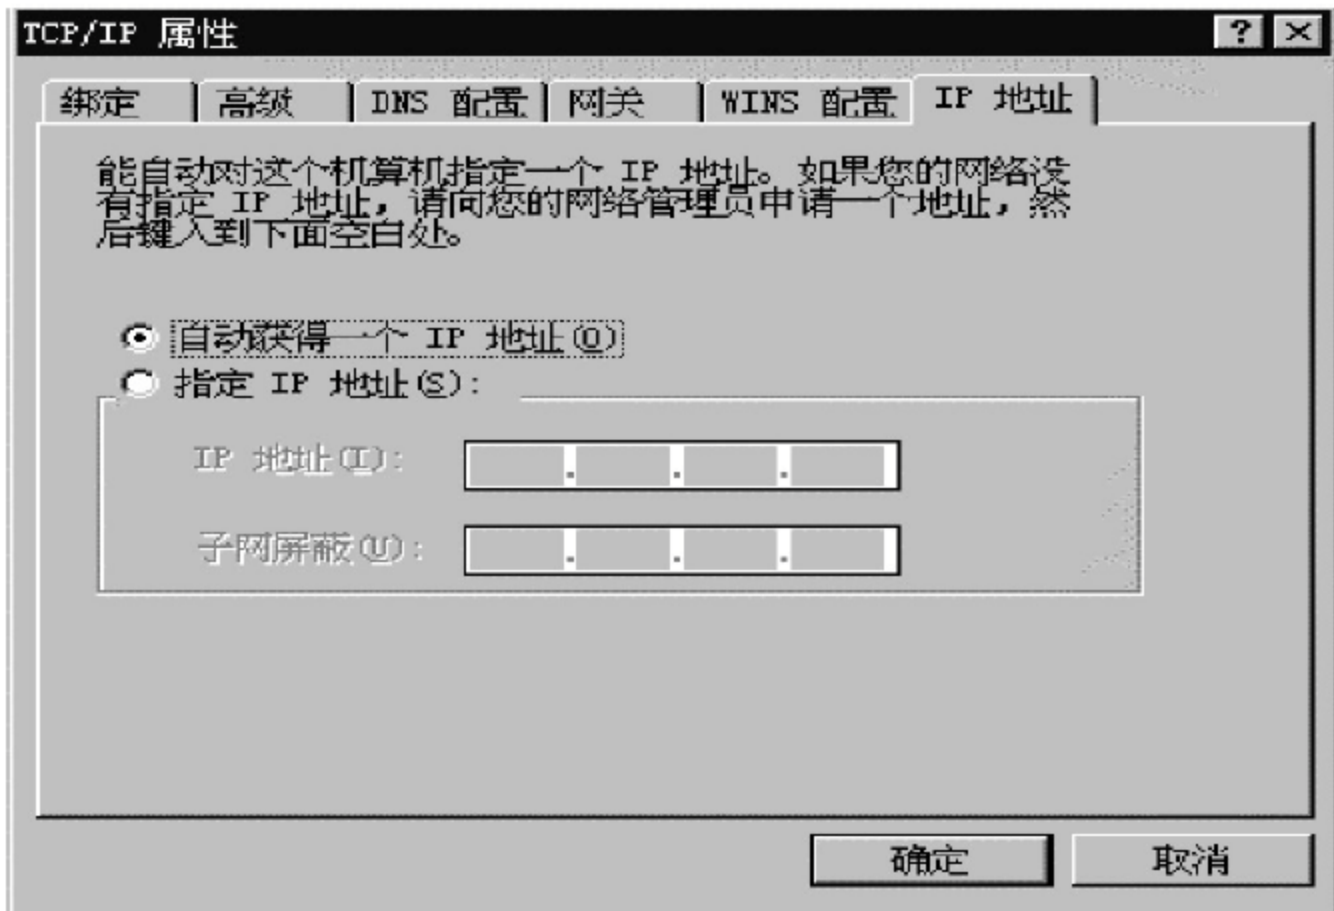 TCP/IP 属性
绑定 高级 DNS 配置 网关 WINS 配置 IP 地址
能自动对这个机算机指定一个 IP 地址。如果您的网络没
有指定 IP 地址，请向您的网络管理员申请一个地址，然
后键入到下面空白处。
自动获得一个 IP 地址(O)
指定 IP 地址(S):
IP 地址(I):
. . .
子网屏蔽(U):
. . .
确定 取消